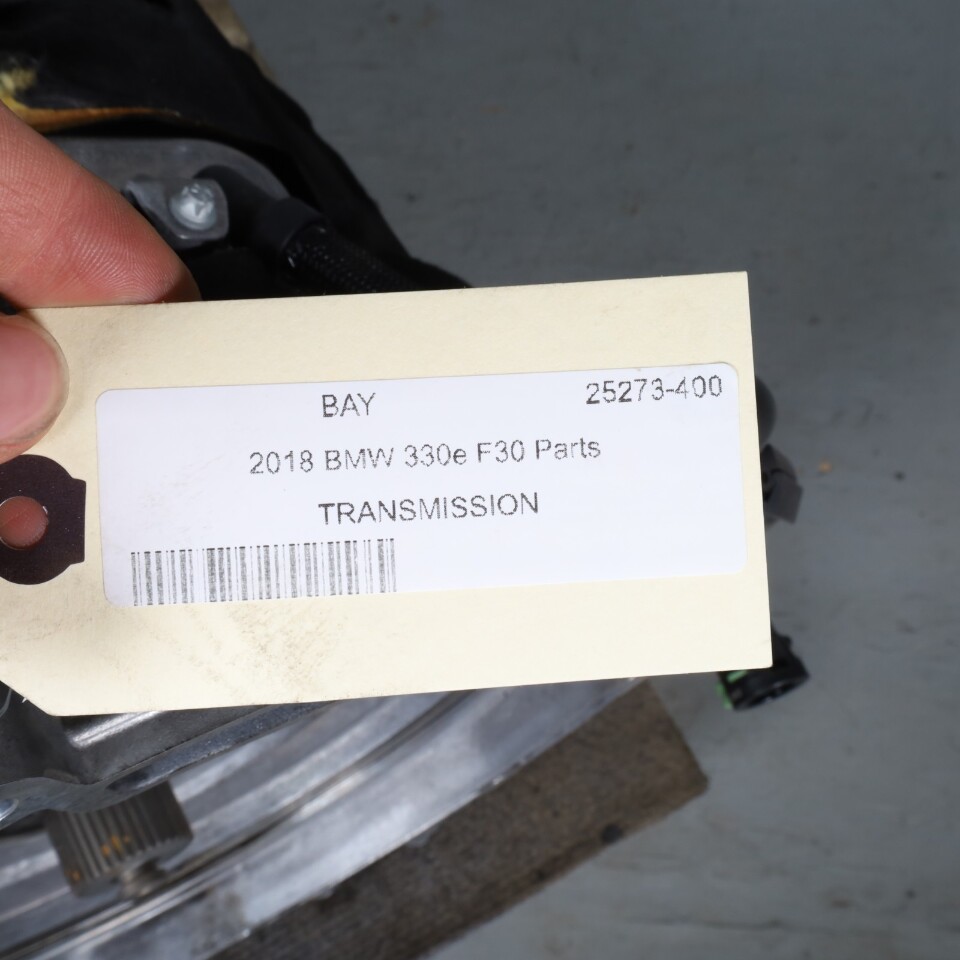 BAY 25273-400
2018 BMW 330e F30 Parts
TRANSMISSION